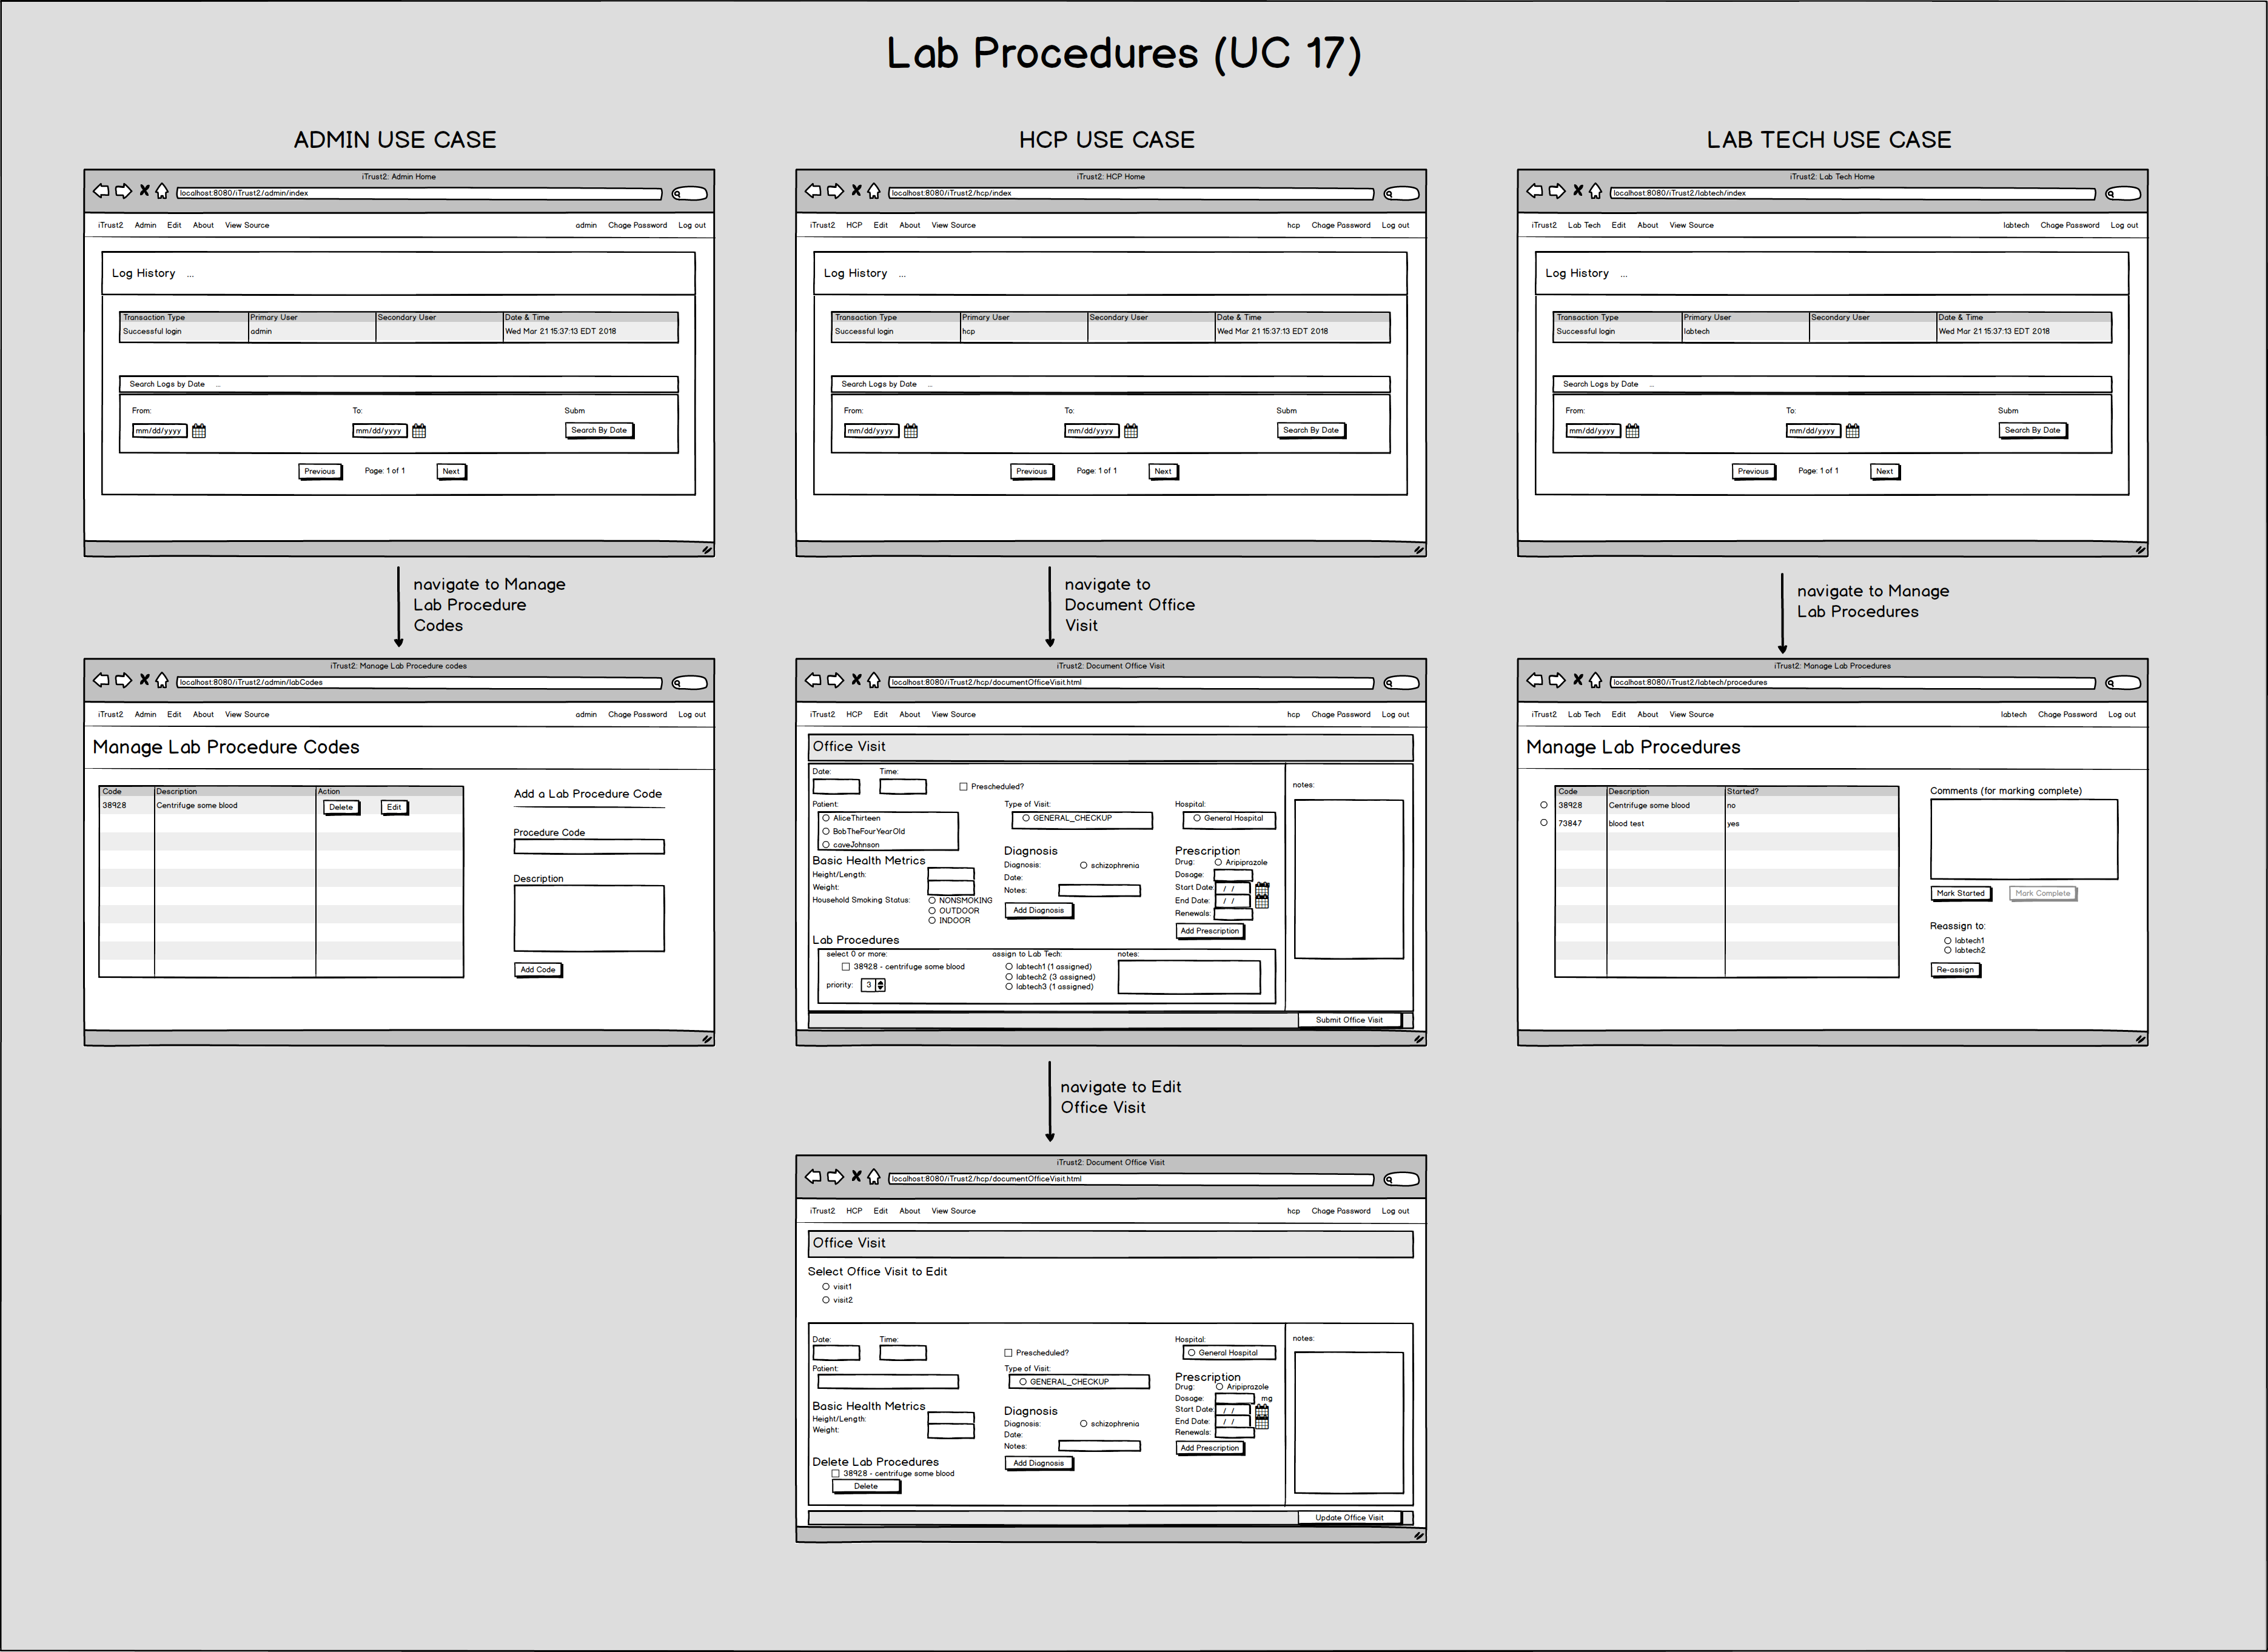 Lab Procedures (UC 17)
ADMIN USE CASE
iTrust2: Admin Home
localhost:8080/iTrust2/admin/index
iTrust2 Admin Edit About View Source admin Chage Password Log out
Log History ...
Transaction Type Primary User Secondary User Date & Time
Successful login admin Wed Mar 21 15:37:13 EDT 2018
Search Logs by Date ...
From: To: Subm
mm/dd/yyyy mm/dd/yyyy Search By Date
Previous Page: 1 of 1 Next
navigate to Manage
Lab Procedure
Codes
iTrust2: Manage Lab Procedure codes
localhost:8080/iTrust2/admin/labCodes
iTrust2 Admin Edit About View Source admin Chage Password Log out
Manage Lab Procedure Codes
Code Description Action
38928 Centrifuge some blood Delete Edit
Add a Lab Procedure Code
Procedure Code
Description
Add Code
HCP USE CASE
iTrust2: HCP Home
localhost:8080/iTrust2/hcp/index
iTrust2 HCP Edit About View Source hcp Chage Password Log out
Log History ...
Transaction Type Primary User Secondary User Date & Time
Successful login hcp Wed Mar 21 15:37:13 EDT 2018
Search Logs by Date ...
From: To: Subm
mm/dd/yyyy mm/dd/yyyy Search By Date
Previous Page: 1 of 1 Next
navigate to
Document Office
Visit
iTrust2: Document Office Visit
localhost:8080/iTrust2/hcp/documentOfficeVisit.html
iTrust2 HCP Edit About View Source hcp Chage Password Log out
Office Visit
Date: Time:
Prescheduled?
Patient:
AliceThirteen
BobTheFourYearOld
caveJohnson
Type of Visit:
GENERAL_CHECKUP
Hospital:
General Hospital
notes:
Basic Health Metrics
Height/Length:
Weight:
Household Smoking Status: NONSMOKING
OUTDOOR
INDOOR
Diagnosis
Diagnosis: schizophrenia
Date:
Notes:
Add Diagnosis
Prescription
Drug: Aripiprazole
Dosage:
Start Date: / /
End Date: / /
Renewals:
Add Prescription
Lab Procedures
select 0 or more: assign to Lab Tech: notes:
38928 - centrifuge some blood
priority: 3
labtech1 (1 assigned)
labtech2 (3 assigned)
labtech3 (1 assigned)
Submit Office Visit
navigate to Edit
Office Visit
iTrust2: Document Office Visit
localhost:8080/iTrust2/hcp/documentOfficeVisit.html
iTrust2 HCP Edit About View Source hcp Chage Password Log out
Office Visit
Select Office Visit to Edit
visit1
visit2
Date: Time:
Prescheduled?
Patient:
Type of Visit:
GENERAL_CHECKUP
Hospital:
General Hospital
notes:
Basic Health Metrics
Height/Length:
Weight:
Diagnosis
Diagnosis: schizophrenia
Date:
Notes:
Add Diagnosis
Prescription
Drug: Aripiprazole
Dosage: mg
Start Date: / /
End Date: / /
Renewals:
Add Prescription
Delete Lab Procedures
38928 - centrifuge some blood
Delete
Update Office Visit
LAB TECH USE CASE
iTrust2: Lab Tech Home
localhost:8080/iTrust2/labtech/index
iTrust2 Lab Tech Edit About View Source labtech Chage Password Log out
Log History ...
Transaction Type Primary User Secondary User Date & Time
Successful login labtech Wed Mar 21 15:37:13 EDT 2018
Search Logs by Date ...
From: To: Subm
mm/dd/yyyy mm/dd/yyyy Search By Date
Previous Page: 1 of 1 Next
navigate to Manage
Lab Procedures
iTrust2: Manage Lab Procedures
localhost:8080/iTrust2/labtech/procedures
iTrust2 Lab Tech Edit About View Source labtech Chage Password Log out
Manage Lab Procedures
Code Description Started?
38928 Centrifuge some blood no
73847 blood test yes
Comments (for marking complete)
Mark Started Mark Complete
Reassign to:
labtech1
labtech2
Re-assign